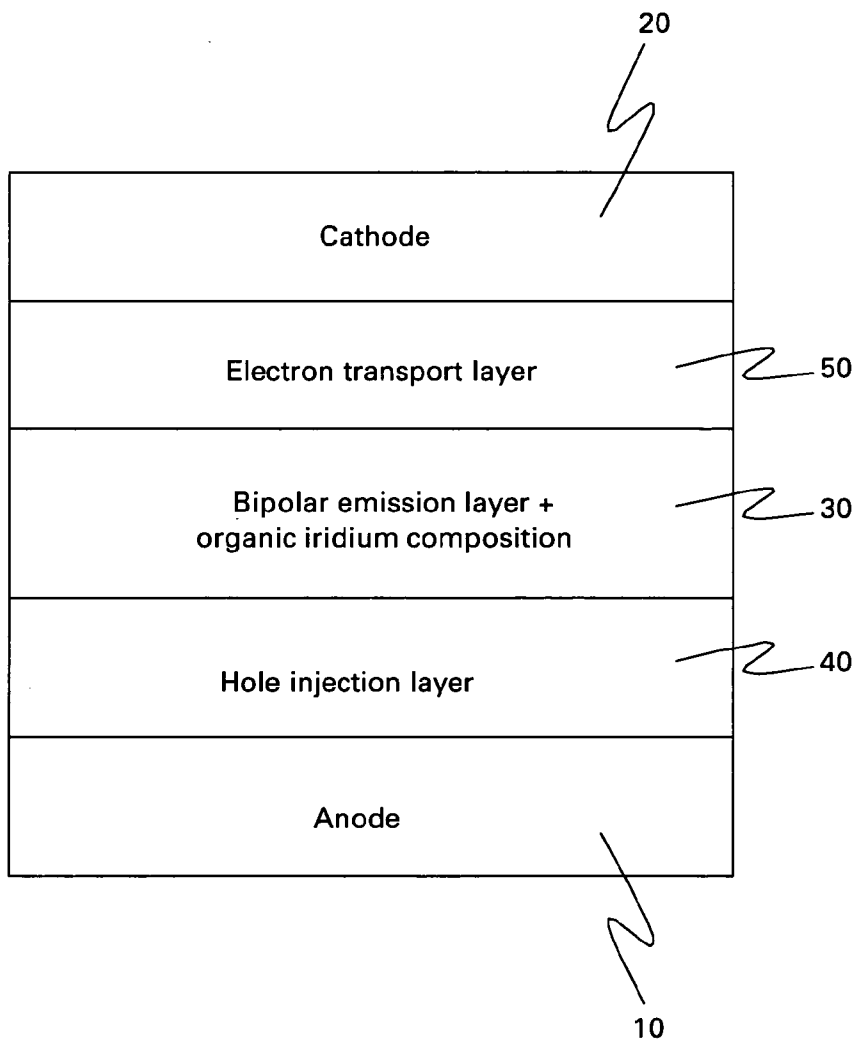 20
Cathode
Electron transport layer
50
Bipolar emission layer +
organic iridium composition
30
Hole injection layer
40
Anode
10